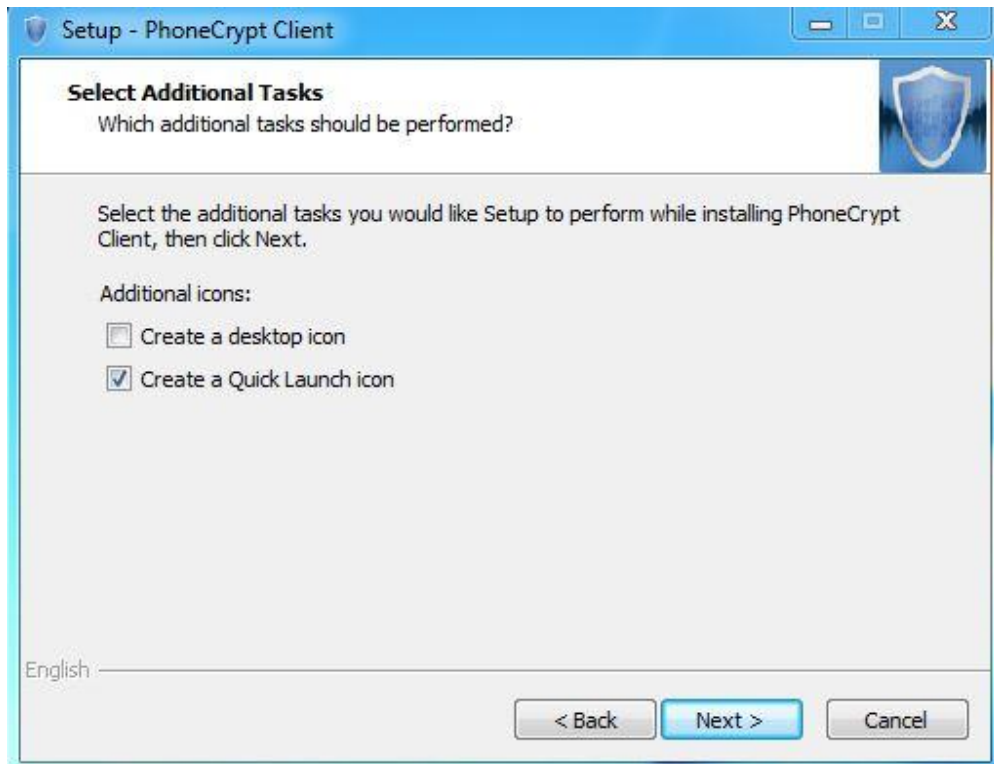 Setup - PhoneCrypt Client
Select Additional Tasks
Which additional tasks should be performed?
Select the additional tasks you would like Setup to perform while installing PhoneCrypt
Client, then click Next.
Additional icons:
Create a desktop icon
Create a Quick Launch icon
English
< Back Next > Cancel